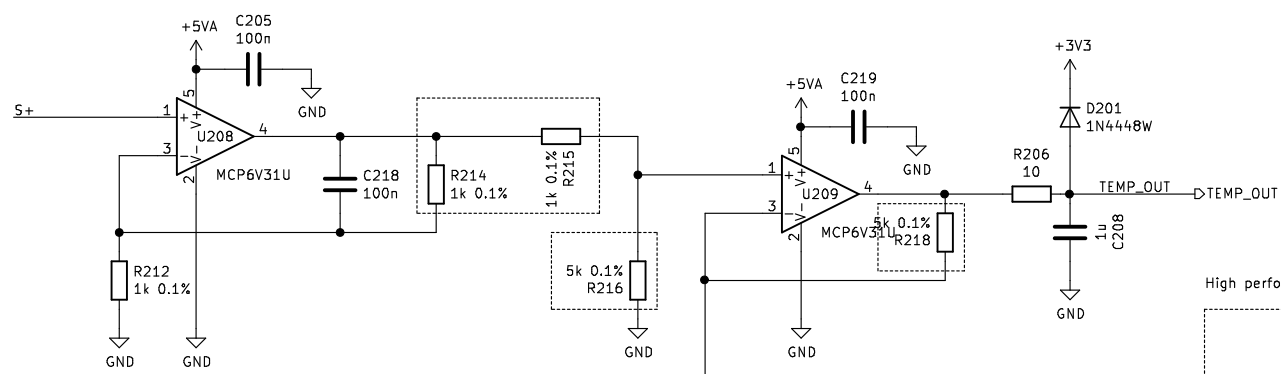 +5VA
C205
100n
GND
S+
1
5
+
V+
U208
4
3
-
V-
2
MCP6V31U
C218
100n
R214
1k 0.1%
1k 0.1%
R215
R212
1k 0.1%
GND
GND
5k 0.1%
R216
GND
+5VA
C219
100n
GND
1
5
+
V+
U209
4
3
-
V-
2
MCP6V31U
5k 0.1%
R218
GND
+3V3
D201
1N4448W
R206
10
TEMP_OUT
TEMP_OUT
1u
C208
GND
High perfo